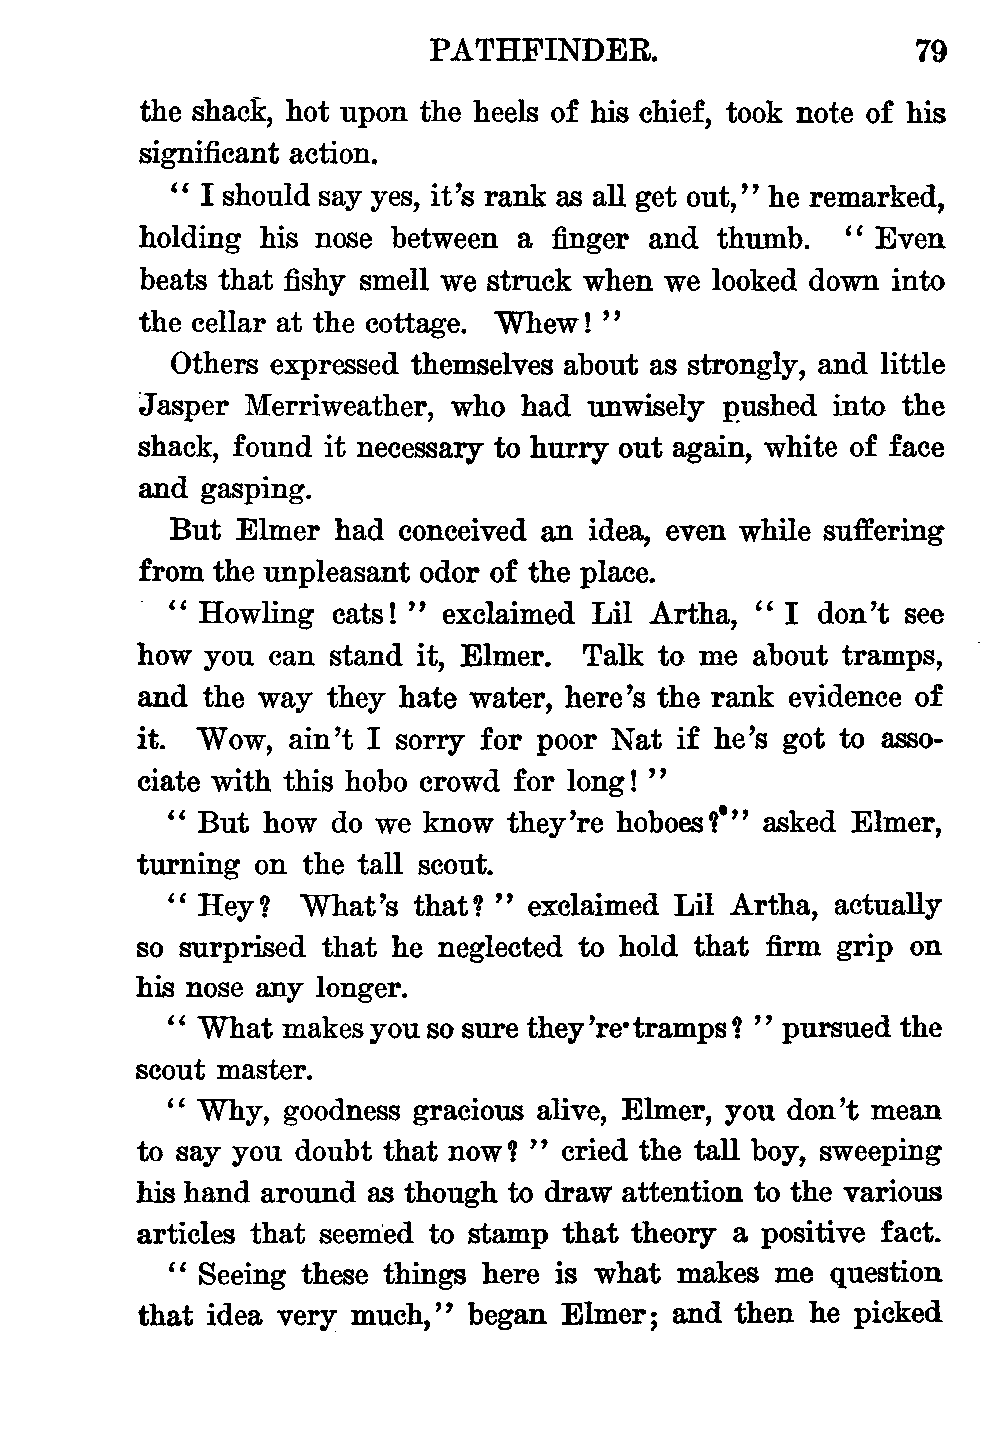 PATHFINDER. 79
the shack, hot upon the heels of his chief, took note of his
significant action.
“ I should say yes, it’s rank as all get out,” he remarked,
holding his nose between a finger and thumb. “ Even
beats that fishy smell we struck when we looked down into
the cellar at the cottage. Whew! ”
Others expressed themselves about as strongly, and little
Jasper Merriweather, who had unwisely pushed into the
shack, found it necessary to hurry out again, white of face
and gasping.
But Elmer had conceived an idea, even while suffering
from the unpleasant odor of the place.
“ Howling cats! ” exclaimed Lil Artha, “ I don’t see
how you can stand it, Elmer. Talk to me about tramps,
and the way they hate water, here’s the rank evidence of
it. Wow, ain’t I sorry for poor Nat if he’s got to asso-
ciate with this hobo crowd for long! ”
“ But how do we know they’re hoboes?” asked Elmer,
turning on the tall scout.
“ Hey? What’s that? ” exclaimed Lil Artha, actually
so surprised that he neglected to hold that firm grip on
his nose any longer.
“ What makes you so sure they’re tramps? ” pursued the
scout master.
“ Why, goodness gracious alive, Elmer, you don’t mean
to say you doubt that now? ” cried the tall boy, sweeping
his hand around as though to draw attention to the various
articles that seemed to stamp that theory a positive fact.
“ Seeing these things here is what makes me question
that idea very much,” began Elmer; and then he picked